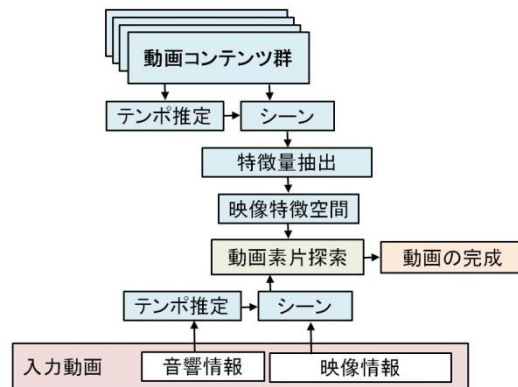 動画コンテンツ群
テンポ推定
シーン
特徴量抽出
映像特徴空間
動画素片探索
動画の完成
テンポ推定
シーン
入力動画
音響情報
映像情報